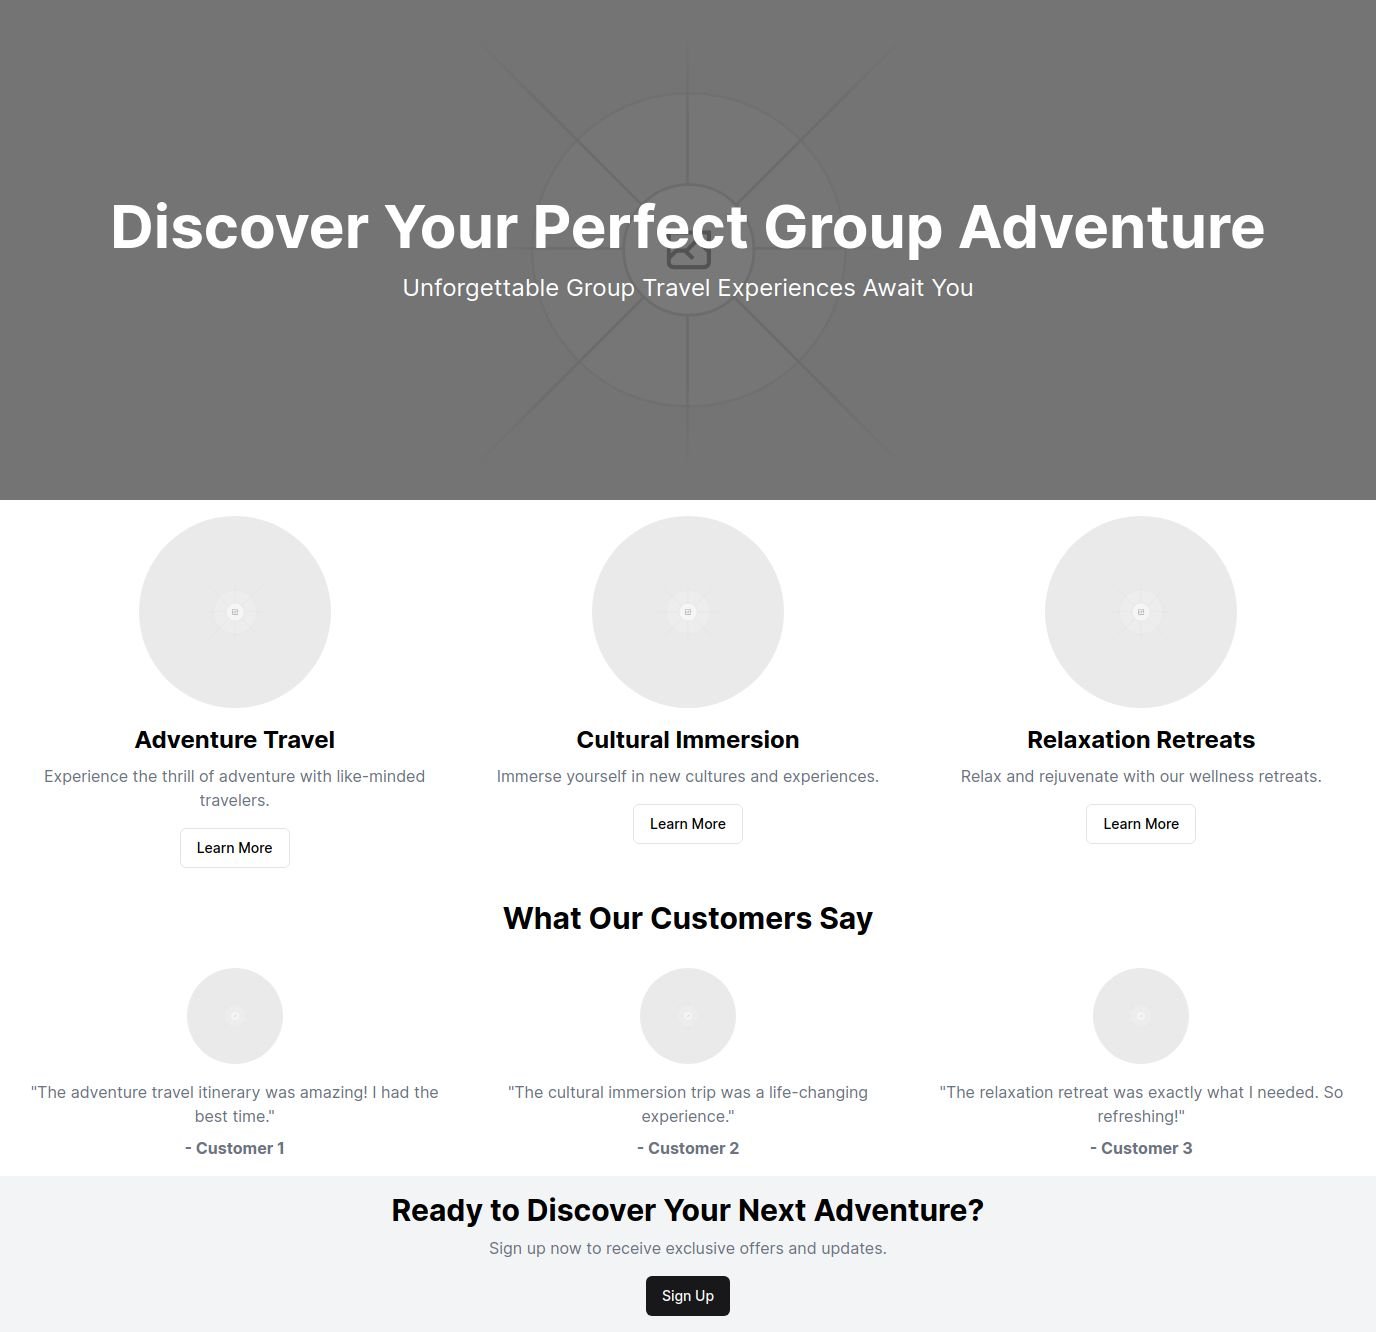 Discover Your Perfect Group Adventure
Unforgettable Group Travel Experiences Await You
Adventure Travel
Experience the thrill of adventure with like-minded
travelers.
Learn More
Cultural Immersion
Immerse yourself in new cultures and experiences.
Learn More
Relaxation Retreats
Relax and rejuvenate with our wellness retreats.
Learn More
What Our Customers Say
"The adventure travel itinerary was amazing! I had the
best time."
- Customer 1
"The cultural immersion trip was a life-changing
experience."
- Customer 2
"The relaxation retreat was exactly what I needed. So
refreshing!"
- Customer 3
Ready to Discover Your Next Adventure?
Sign up now to receive exclusive offers and updates.
Sign Up